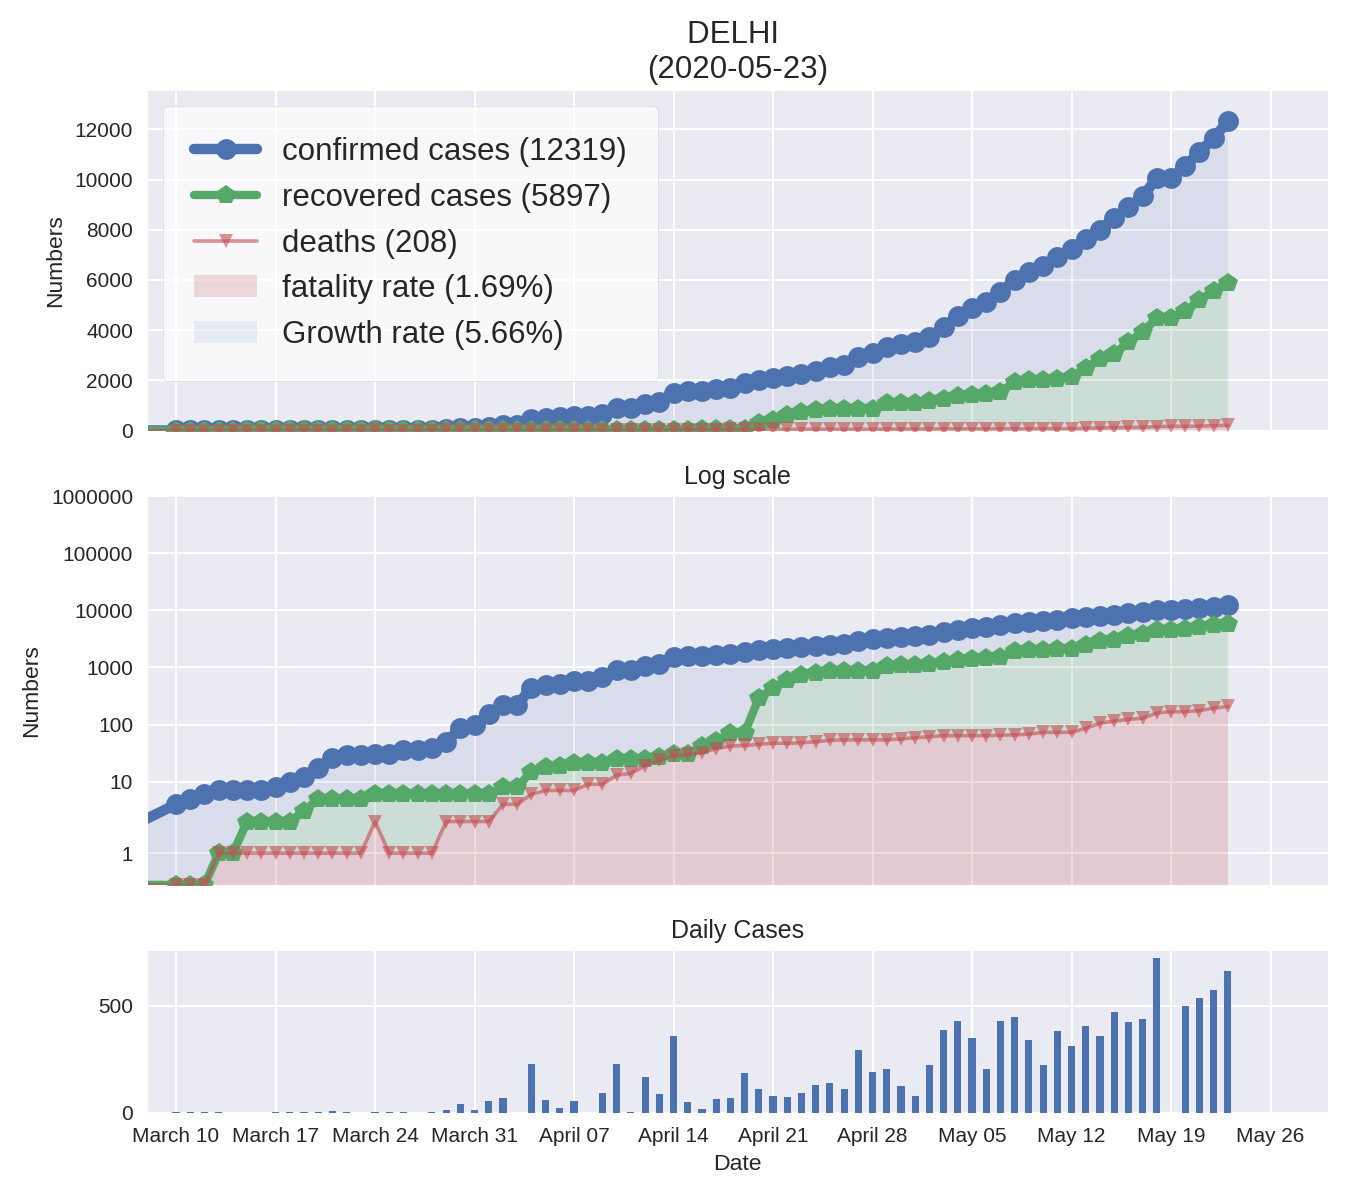 DELHI
(2020-05-23)
12000
10000
8000
6000
4000
2000
0
Numbers
confirmed cases (12319)
recovered cases (5897)
deaths (208)
fatality rate (1.69%)
Growth rate (5.66%)
Log scale
1000000
100000
10000
1000
100
10
1
Numbers
Daily Cases
500
0
March 10 March 17 March 24 March 31 April 07 April 14 April 21 April 28 May 05 May 12 May 19 May 26
Date